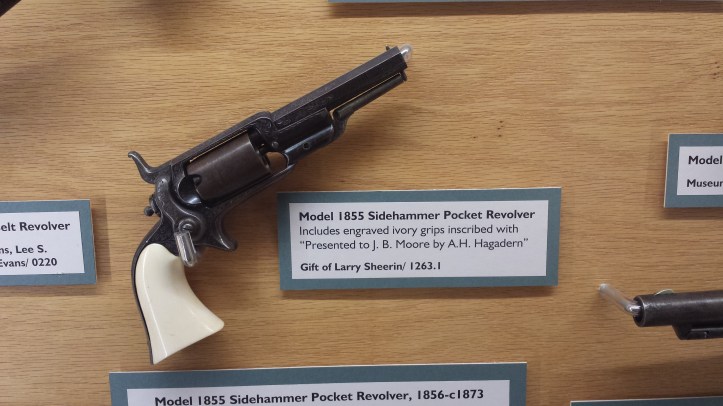 Model 1855 Sidehammer Pocket Revolver
Includes engraved ivory grips inscribed with
“Presented to J. B. Moore by A.H. Hagadern”
Gift of Larry Sheerin/ 1263.1
elt Revolver
ns, Lee S.
Evans/ 0220
Model
Museum
Model 1855 Sidehammer Pocket Revolver, 1856-c1873